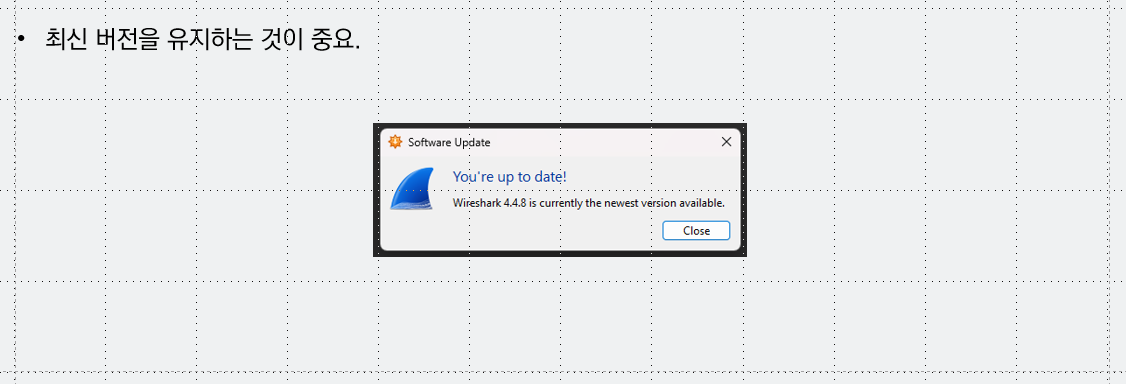 • 최신 버전을 유지하는 것이 중요.
Software Update
You're up to date!
Wireshark 4.4.8 is currently the newest version available.
Close